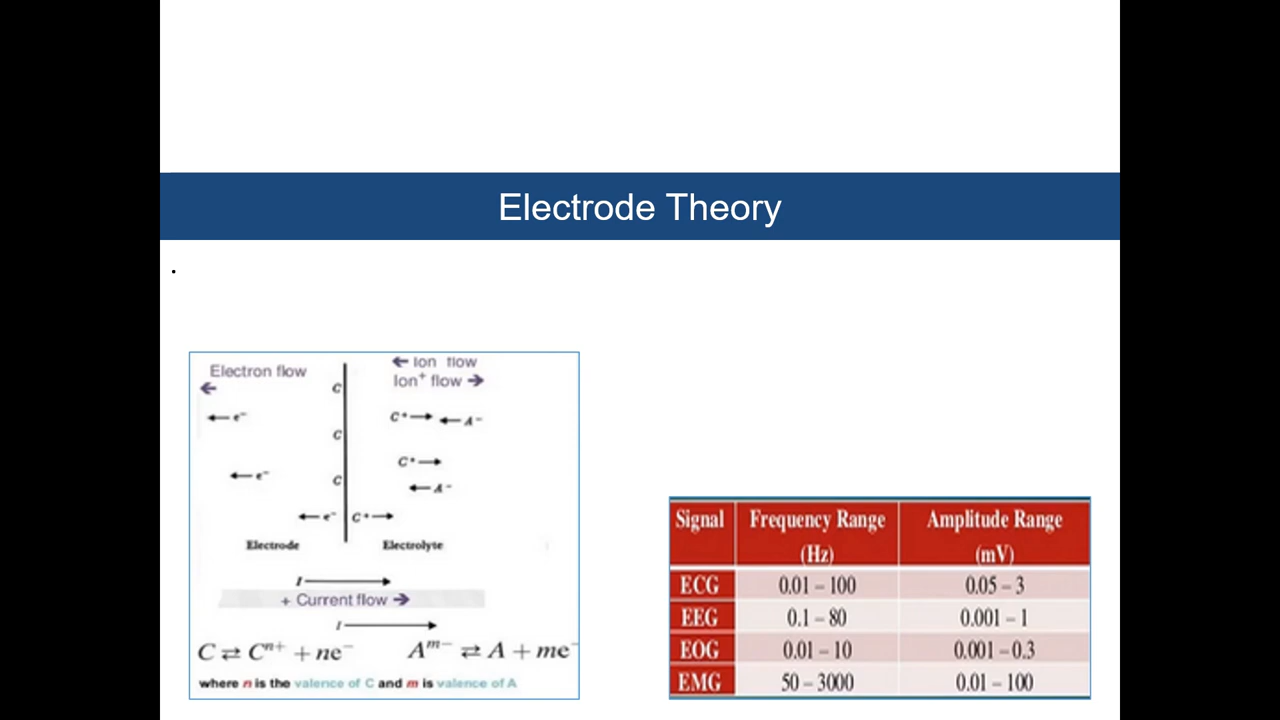 Electrode Theory
.
Electron flow
←
← Ion flow
Ion⁺ flow →
C
← e⁻
C⁺ → ← A⁻
C
C⁺ →
← e⁻
C
← A⁻
← e⁻ C⁺ →
Electrode Electrolyte
I →
+ Current flow →
I →
C ⇄ Cⁿ⁺ + ne⁻ Aᵐ⁻ ⇄ A + me⁻
where n is the valence of C and m is valence of A
Signal Frequency Range (Hz) Amplitude Range (mV)
ECG 0.01 – 100 0.05 – 3
EEG 0.1 – 80 0.001 – 1
EOG 0.01 – 10 0.001 – 0.3
EMG 50 – 3000 0.01 – 100